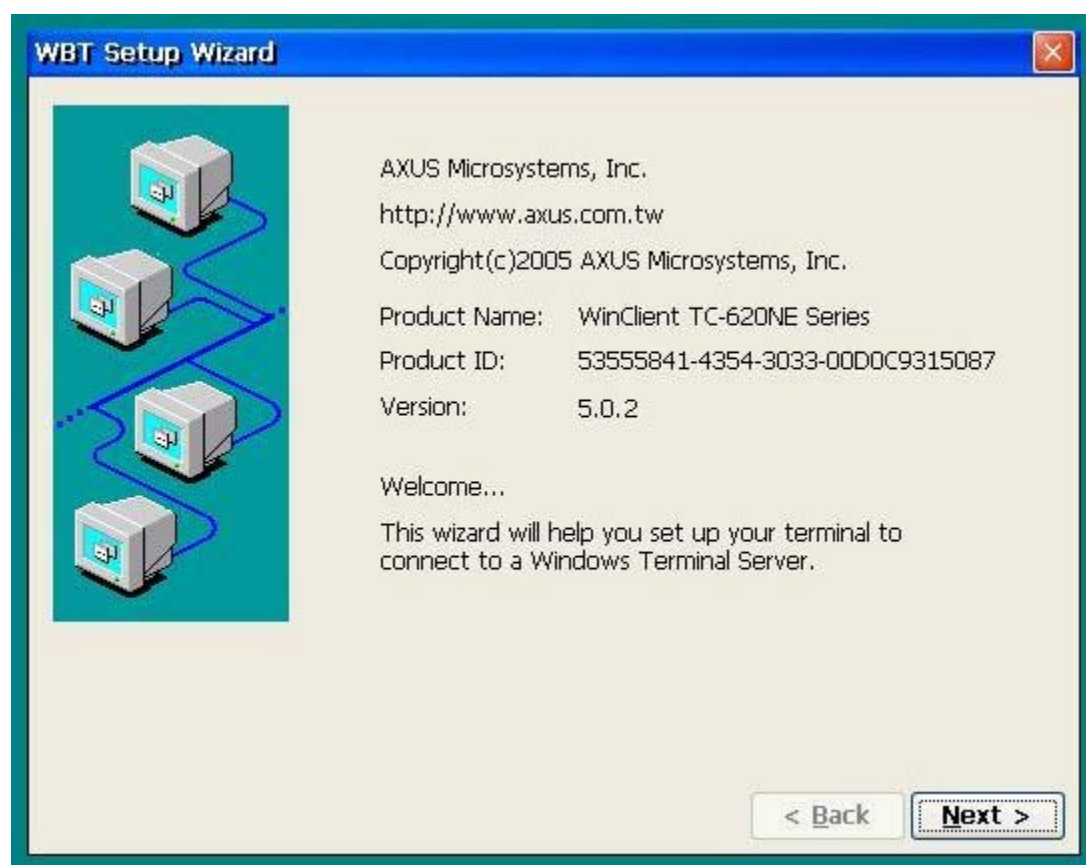 WBT Setup Wizard
AXUS Microsystems, Inc.
http://www.axus.com.tw
Copyright(c)2005 AXUS Microsystems, Inc.
Product Name: WinClient TC-620NE Series
Product ID: 53555841-4354-3033-00D0C9315087
Version: 5.0.2
Welcome...
This wizard will help you set up your terminal to
connect to a Windows Terminal Server.
< Back Next >